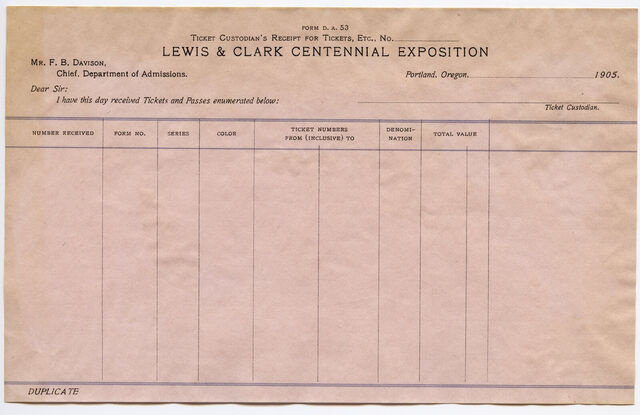 FORM D. A. 53
TICKET CUSTODIAN'S RECEIPT FOR TICKETS, ETC., NO.
LEWIS & CLARK CENTENNIAL EXPOSITION
MR. F. B. DAVISON,
Chief, Department of Admissions.
Portland, Oregon, 1905.
Dear Sir:
I have this day received Tickets and Passes enumerated below:
Ticket Custodian.
NUMBER RECEIVED FORM NO. SERIES COLOR TICKET NUMBERS FROM (INCLUSIVE) TO DENOMI-NATION TOTAL VALUE
DUPLICATE